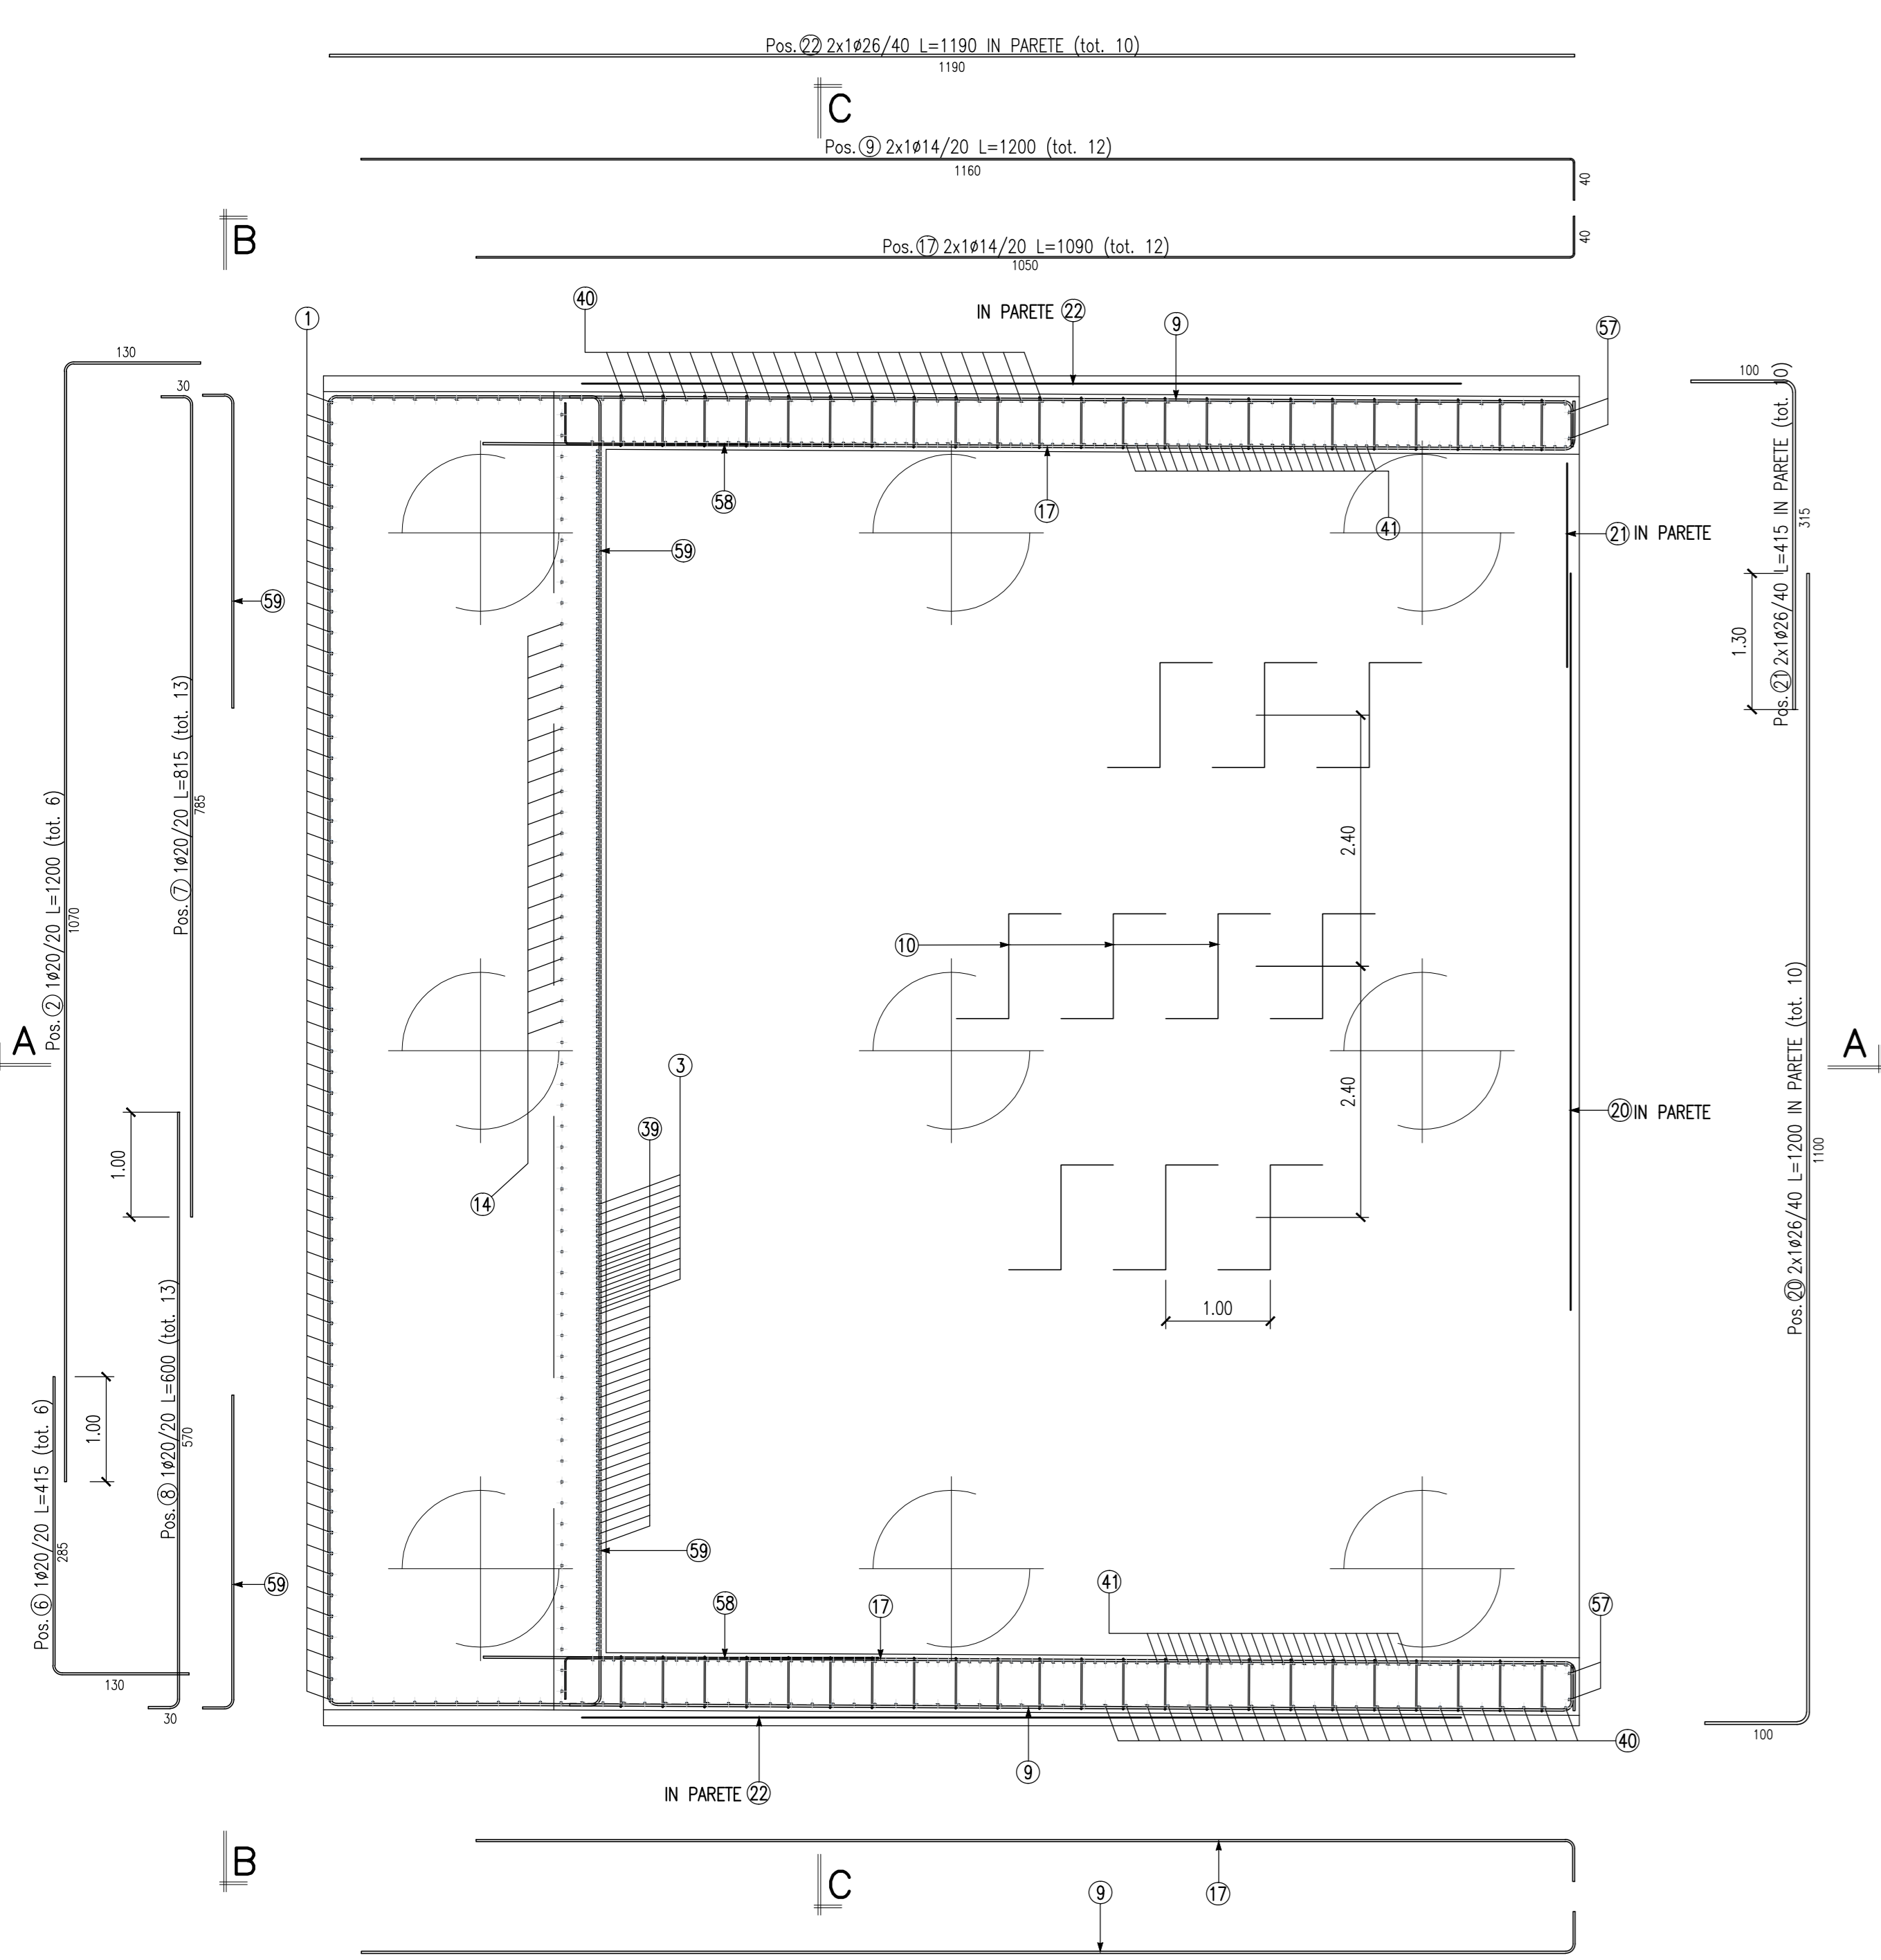 Pos. 22 2x1ø26/40 L=1190 IN PARETE (tot. 10)
1190
C
Pos. 9 2x1ø14/20 L=1200 (tot. 12)
1160
40
B
40
Pos. 17 2x1ø14/20 L=1090 (tot. 12)
1050
40
IN PARETE 22
1
9
57
130
30
100
58
17
41
21 IN PARETE
59
59
Pos. 21 2x1ø26/40 L=415 IN PARETE (tot. 10)
315
1.30
Pos. 7 1ø20/20 L=815 (tot. 13)
785
2.40
Pos. 2 1ø20/20 L=1200 (tot. 6)
1070
10
A
A
3
2.40
20 IN PARETE
39
Pos. 20 2x1ø26/40 L=1200 IN PARETE (tot. 10)
1100
1.00
14
1.00
Pos. 8 1ø20/20 L=600 (tot. 13)
570
1.00
Pos. 6 1ø20/20 L=415 (tot. 6)
285
59
59
41
58
17
57
130
30
100
40
9
IN PARETE 22
B
C
17
9